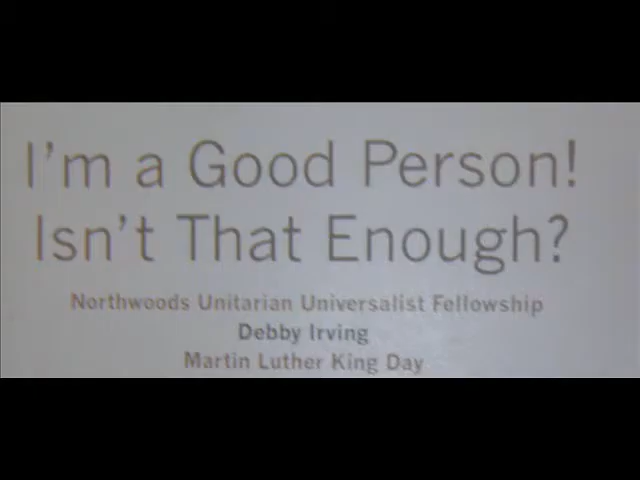 I'm a Good Person!
Isn't That Enough?
Northwoods Unitarian Universalist Fellowship
Debby Irving
Martin Luther King Day